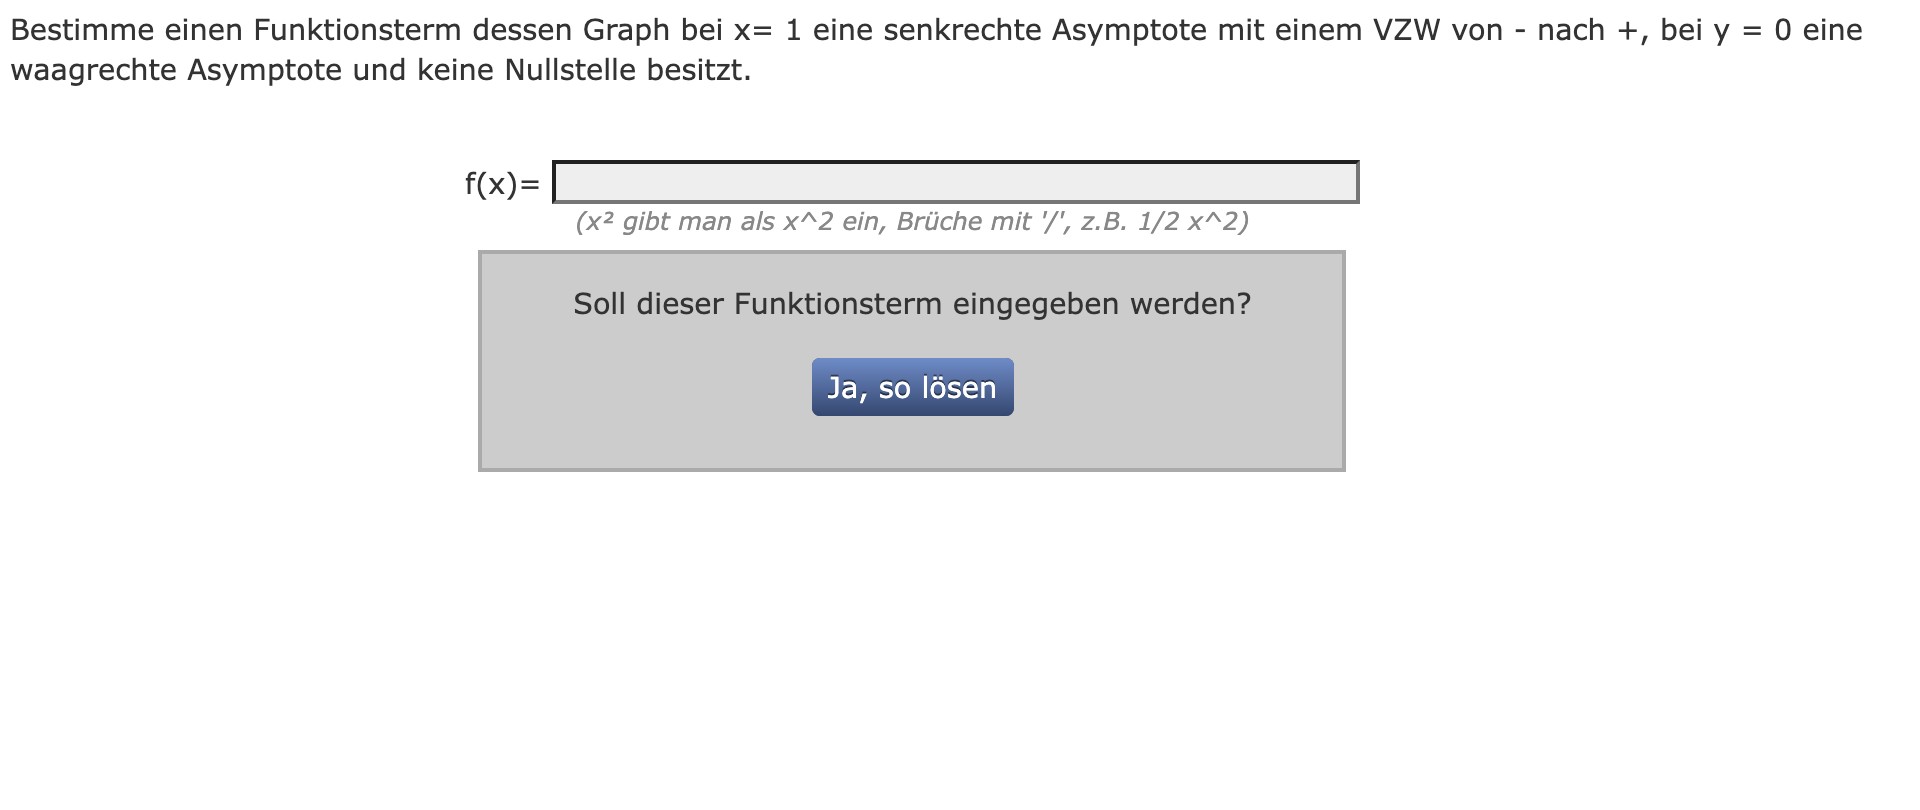 Bestimme einen Funktionsterm dessen Graph bei x= 1 eine senkrechte Asymptote mit einem VZW von - nach +, bei y = 0 eine
waagrechte Asymptote und keine Nullstelle besitzt.
f(x)=
(x² gibt man als x^2 ein, Brüche mit '/', z.B. 1/2 x^2)
Soll dieser Funktionsterm eingegeben werden?
Ja, so lösen